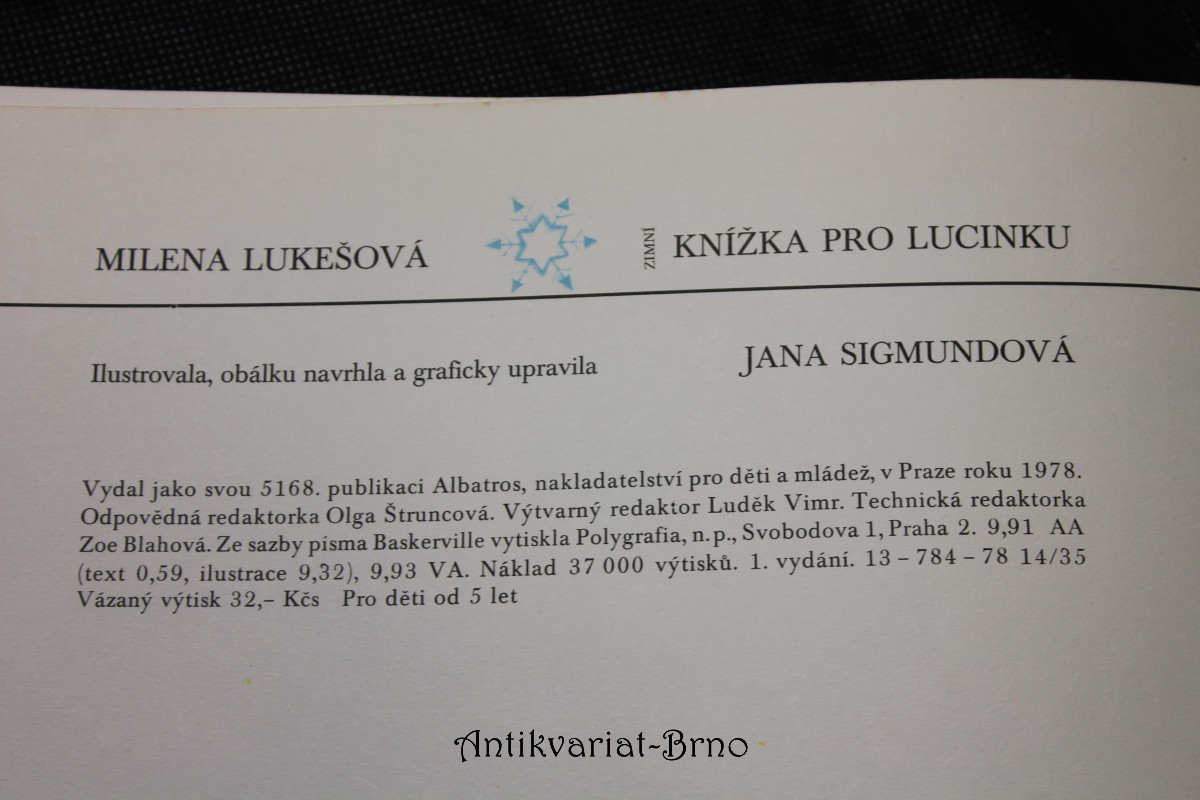 MILENA LUKEŠOVÁ ZIMNÍ KNÍŽKA PRO LUCINKU
Ilustrovala, obálku navrhla a graficky upravila JANA SIGMUNDOVÁ
Vydal jako svou 5168. publikaci Albatros, nakladatelství pro děti a mládež, v Praze roku 1978.
Odpovědná redaktorka Olga Štruncová. Výtvarný redaktor Luděk Vimr. Technická redaktorka
Zoe Blahová. Ze sazby písma Baskerville vytiskla Polygrafia, n.p., Svobodova 1, Praha 2. 9,91 AA
(text 0,59, ilustrace 9,32), 9,93 VA. Náklad 37 000 výtisků. 1. vydání. 13 – 784 – 78 14/35
Vázaný výtisk 32,– Kčs Pro děti od 5 let
Antikvariat-Brno